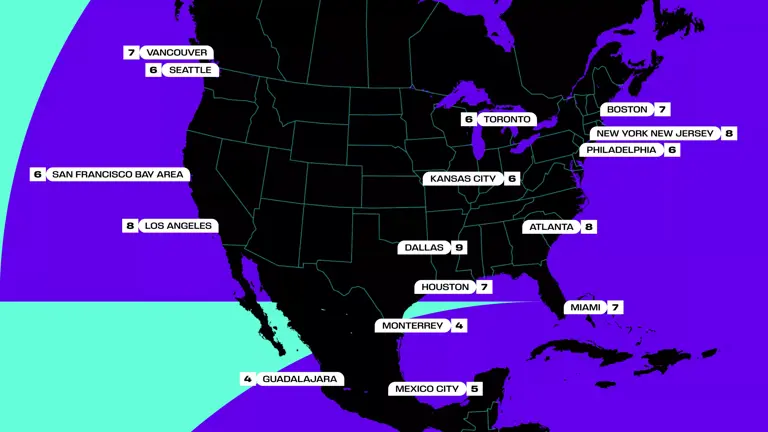 7 VANCOUVER
6 SEATTLE
BOSTON 7
6 TORONTO
NEW YORK NEW JERSEY 8
PHILADELPHIA 6
6 SAN FRANCISCO BAY AREA
KANSAS CITY 6
8 LOS ANGELES
ATLANTA 8
DALLAS 9
HOUSTON 7
MIAMI 7
MONTERREY 4
4 GUADALAJARA
MEXICO CITY 5